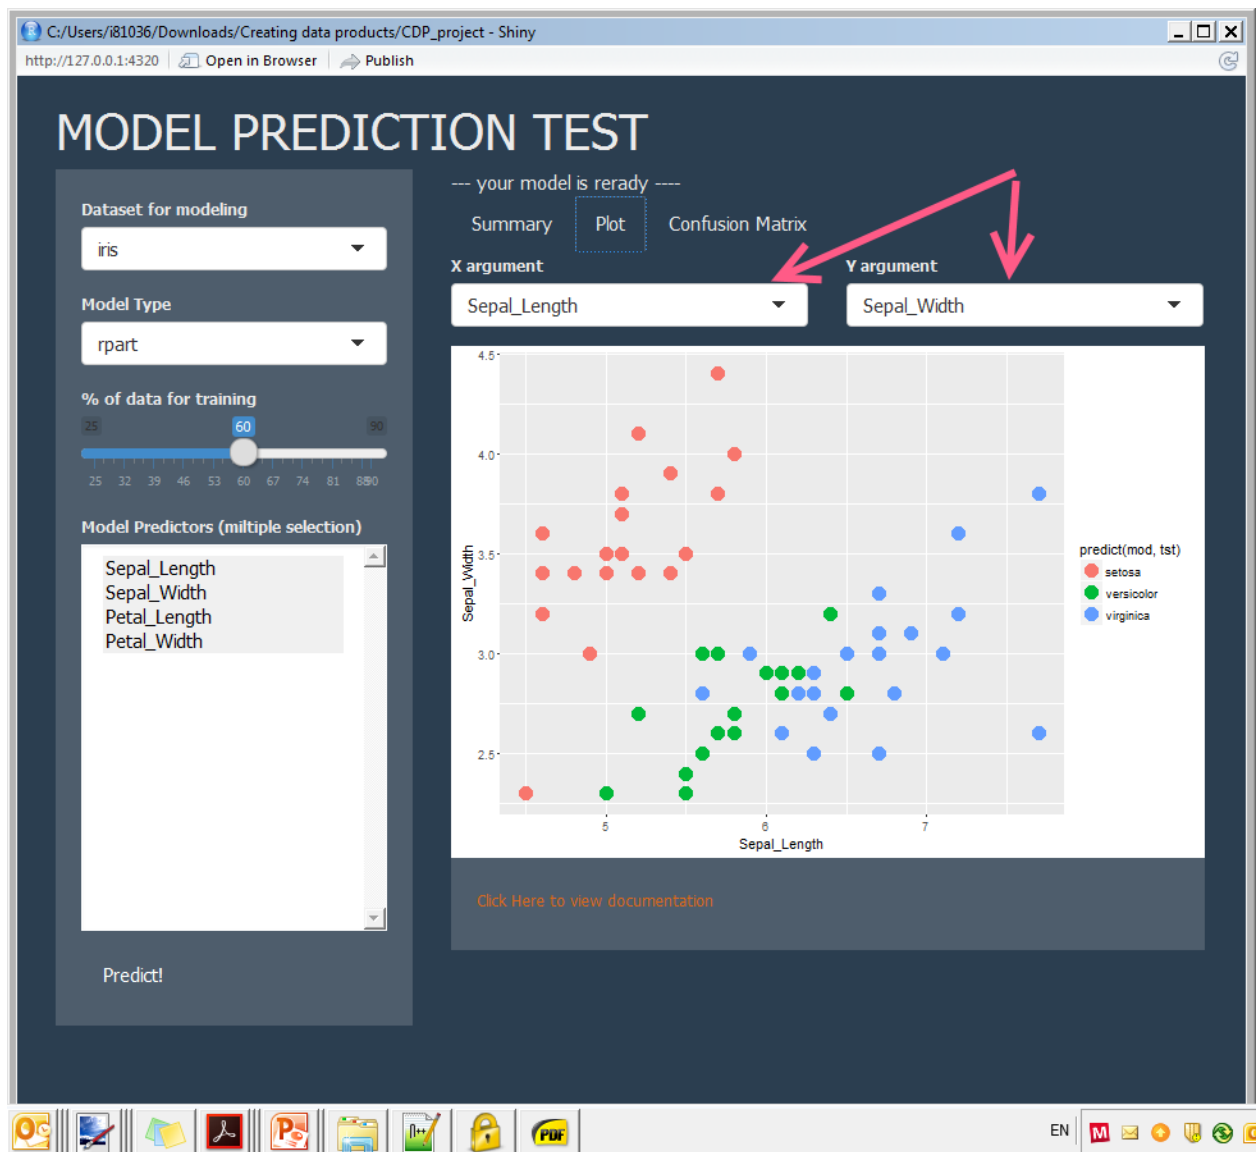 C:/Users/i81036/Downloads/Creating data products/CDP_project - Shiny
http://127.0.0.1:4320 Open in Browser Publish
MODEL PREDICTION TEST
--- your model is rerady ----
Dataset for modeling
iris
Model Type
rpart
% of data for training
25 60 90
25 32 39 46 53 60 67 74 81 8890
Model Predictors (miltiple selection)
Sepal_Length
Sepal_Width
Petal_Length
Petal_Width
Predict!
Summary Plot Confusion Matrix
X argument Y argument
Sepal_Length Sepal_Width
4.5
4.0
3.5
3.0
2.5
Sepal_Width
5 6 7
Sepal_Length
predict(mod, tst)
setosa
versicolor
virginica
Click Here to view documentation
EN